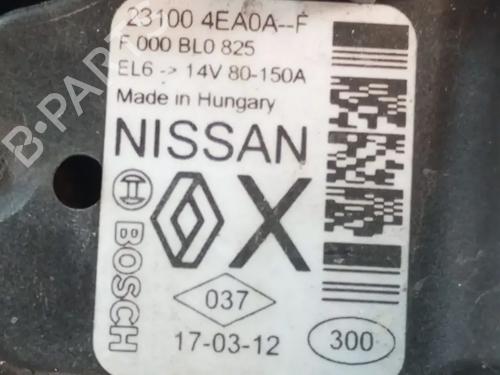 23100 4EA0A--F
F 000 BL0 825
EL6 -> 14V 80-150A
Made in Hungary
NISSAN
BOSCH
X
037
17-03-12
300
B-PARTS